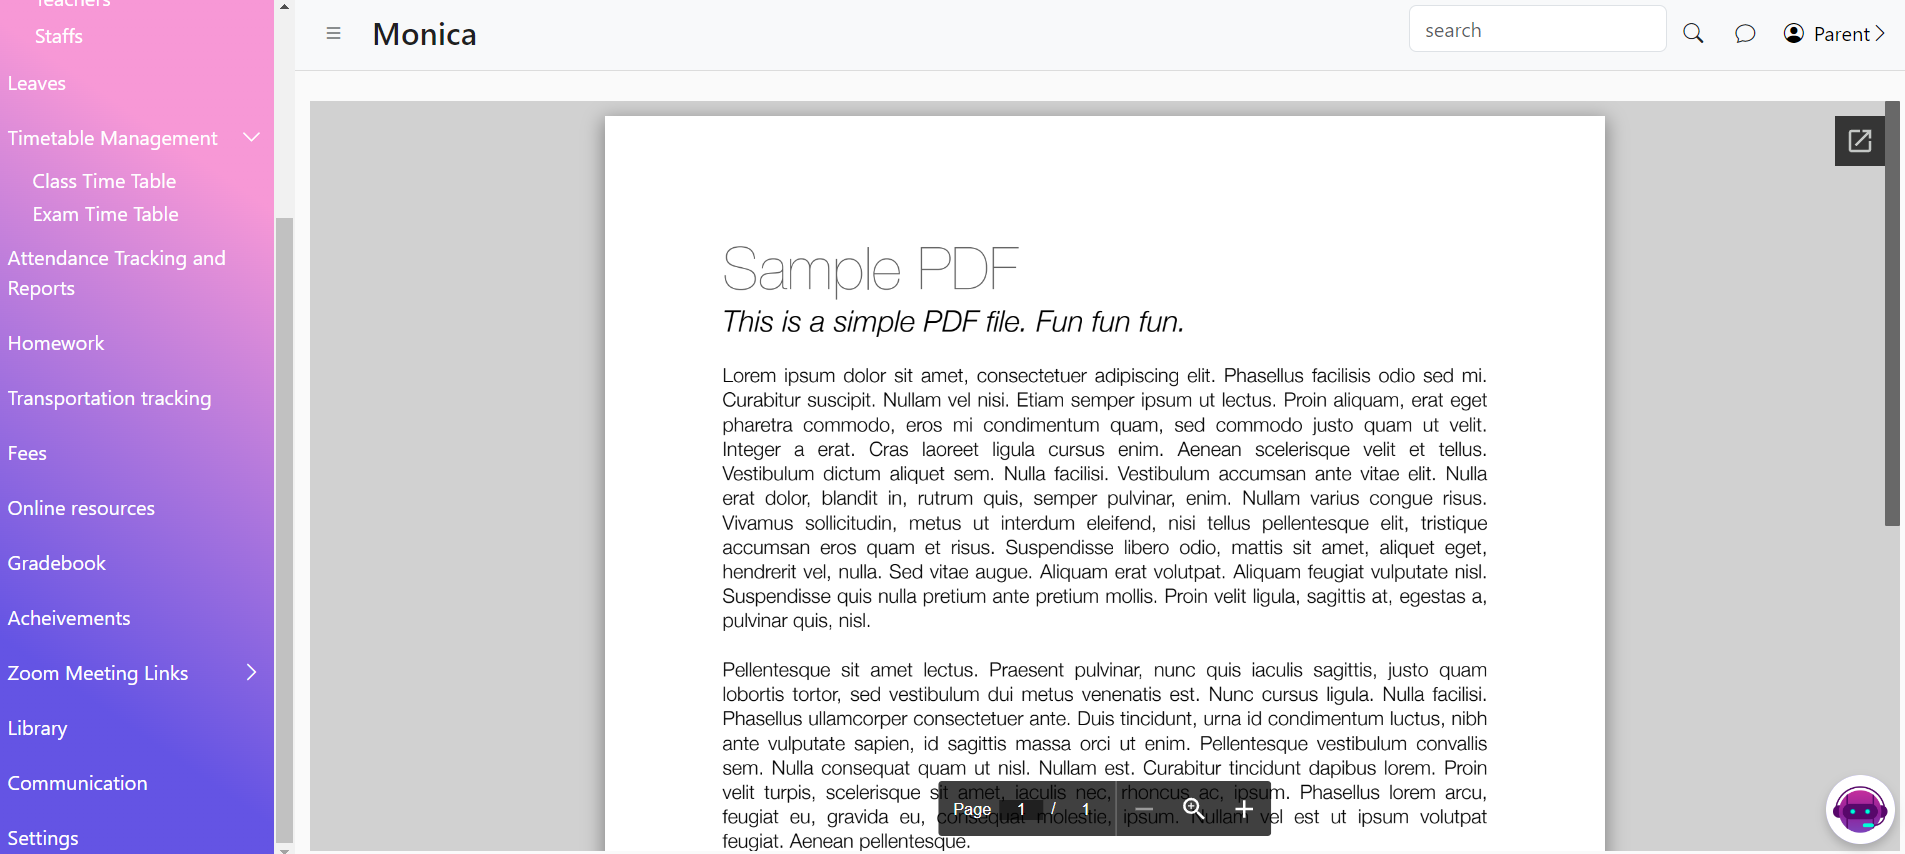 Teachers
Staffs
Leaves
Timetable Management
Class Time Table
Exam Time Table
Attendance Tracking and
Reports
Homework
Transportation tracking
Fees
Online resources
Gradebook
Acheivements
Zoom Meeting Links
Library
Communication
Settings
Monica
search
Parent
Sample PDF
This is a simple PDF file. Fun fun fun.
Lorem ipsum dolor sit amet, consectetuer adipiscing elit. Phasellus facilisis odio sed mi.
Curabitur suscipit. Nullam vel nisi. Etiam semper ipsum ut lectus. Proin aliquam, erat eget
pharetra commodo, eros mi condimentum quam, sed commodo justo quam ut velit.
Integer a erat. Cras laoreet ligula cursus enim. Aenean scelerisque velit et tellus.
Vestibulum dictum aliquet sem. Nulla facilisi. Vestibulum accumsan ante vitae elit. Nulla
erat dolor, blandit in, rutrum quis, semper pulvinar, enim. Nullam varius congue risus.
Vivamus sollicitudin, metus ut interdum eleifend, nisi tellus pellentesque elit, tristique
accumsan eros quam et risus. Suspendisse libero odio, mattis sit amet, aliquet eget,
hendrerit vel, nulla. Sed vitae augue. Aliquam erat volutpat. Aliquam feugiat vulputate nisl.
Suspendisse quis nulla pretium ante pretium mollis. Proin velit ligula, sagittis at, egestas a,
pulvinar quis, nisl.
Pellentesque sit amet lectus. Praesent pulvinar, nunc quis iaculis sagittis, justo quam
lobortis tortor, sed vestibulum dui metus venenatis est. Nunc cursus ligula. Nulla facilisi.
Phasellus ullamcorper consectetuer ante. Duis tincidunt, urna id condimentum luctus, nibh
ante vulputate sapien, id sagittis massa orci ut enim. Pellentesque vestibulum convallis
sem. Nulla consequat quam ut nisl. Nullam est. Curabitur tincidunt dapibus lorem. Proin
velit turpis, scelerisque sit amet, iaculis nec, rhoncus ac, ipsum. Phasellus lorem arcu,
feugiat eu, gravida eu, consequat molestie, ipsum. Nullam vel est ut ipsum volutpat
feugiat. Aenean pellentesque.
Page 1 / 1